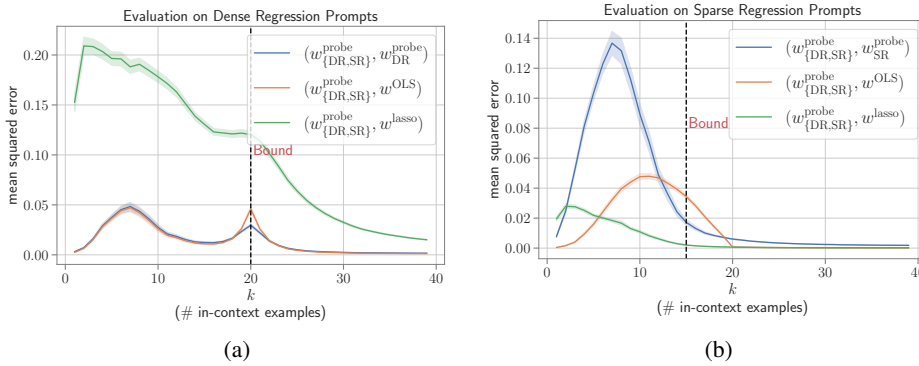 Evaluation on Dense Regression Prompts
mean squared error
0.20
0.15
0.10
0.05
0.00
(w^probe_{DR,SR}, w^probe_DR)
(w^probe_{DR,SR}, w^OLS)
(w^probe_{DR,SR}, w^lasso)
Bound
0 10 20 30 40
k
(# in-context examples)
(a)
Evaluation on Sparse Regression Prompts
mean squared error
0.14
0.12
0.10
0.08
0.06
0.04
0.02
0.00
(w^probe_{DR,SR}, w^probe_SR)
(w^probe_{DR,SR}, w^OLS)
(w^probe_{DR,SR}, w^lasso)
Bound
0 10 20 30 40
k
(# in-context examples)
(b)